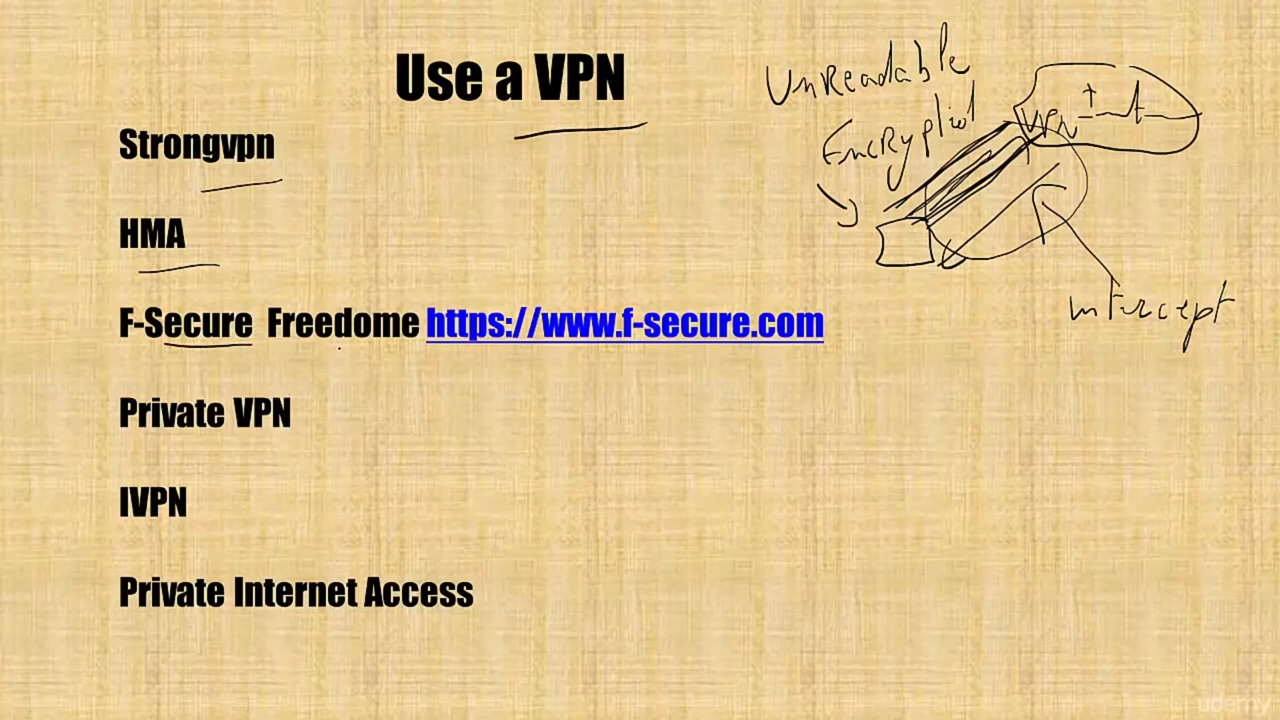 Use a VPN
Strongvpn
HMA
F-Secure Freedome https://www.f-secure.com
Private VPN
IVPN
Private Internet Access
UnReadable
EncRyption
VPN
intercept
udemy